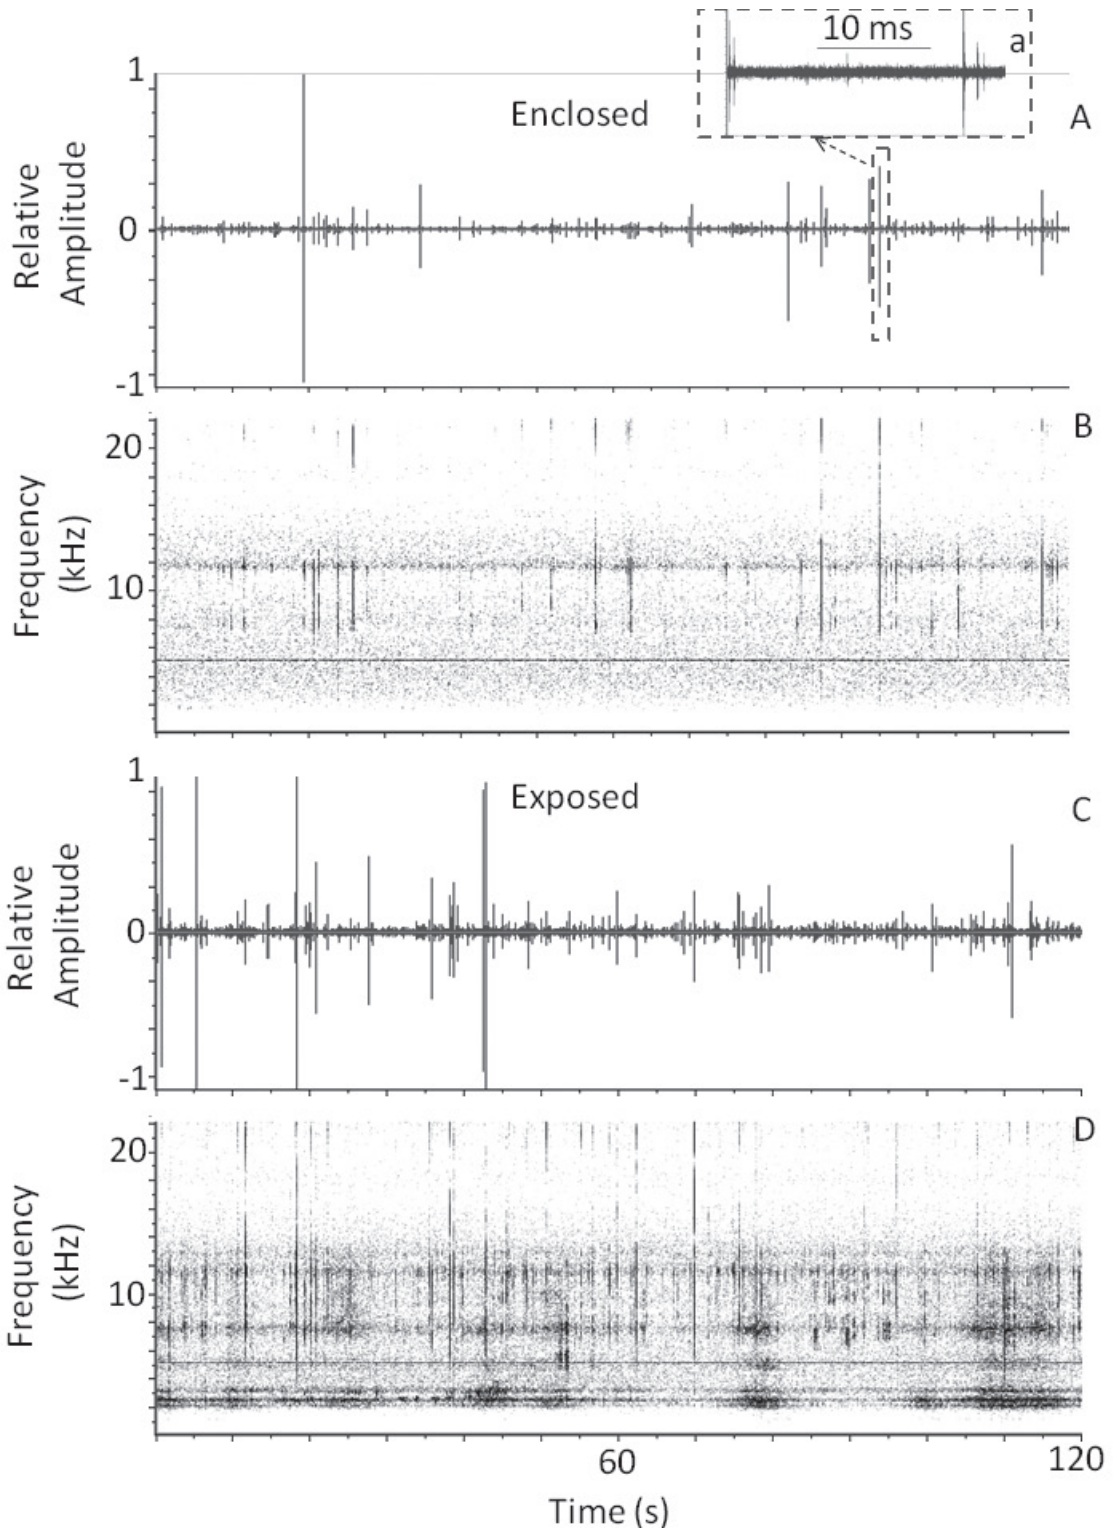 10 ms
a
1
Enclosed
A
Relative
Amplitude
0
-1
B
20
Frequency
(kHz)
10
1
Exposed
C
Relative
Amplitude
0
-1
D
20
Frequency
(kHz)
10
60
120
Time (s)